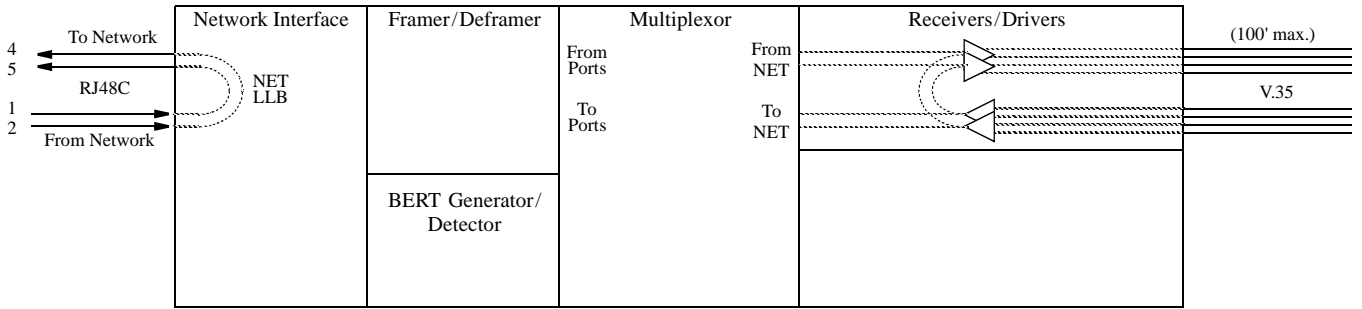 Network Interface
Framer/Deframer
Multiplexor
Receivers/Drivers
4
To Network
5
RJ48C
1
2
From Network
NET
LLB
From
Ports
To
Ports
From
NET
To
NET
(100' max.)
V.35
BERT Generator/
Detector